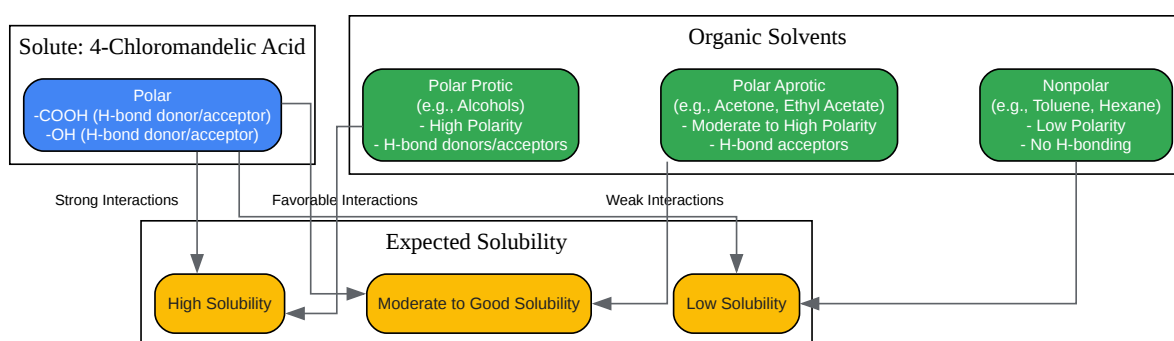 Solute: 4-Chloromandelic Acid
Polar
-COOH (H-bond donor/acceptor)
-OH (H-bond donor/acceptor)
Organic Solvents
Polar Protic
(e.g., Alcohols)
- High Polarity
- H-bond donors/acceptors
Polar Aprotic
(e.g., Acetone, Ethyl Acetate)
- Moderate to High Polarity
- H-bond acceptors
Nonpolar
(e.g., Toluene, Hexane)
- Low Polarity
- No H-bonding
Strong Interactions
Favorable Interactions
Weak Interactions
Expected Solubility
High Solubility
Moderate to Good Solubility
Low Solubility